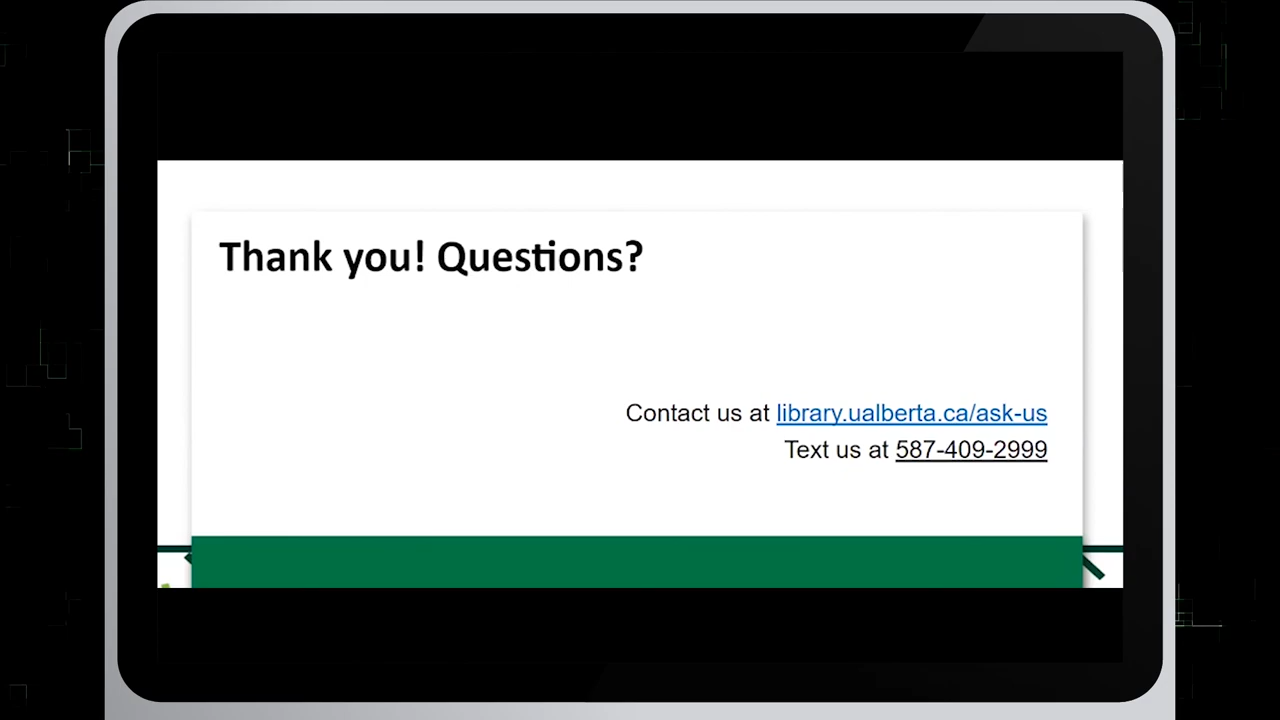 Thank you! Questions?
Contact us at library.ualberta.ca/ask-us
Text us at 587-409-2999